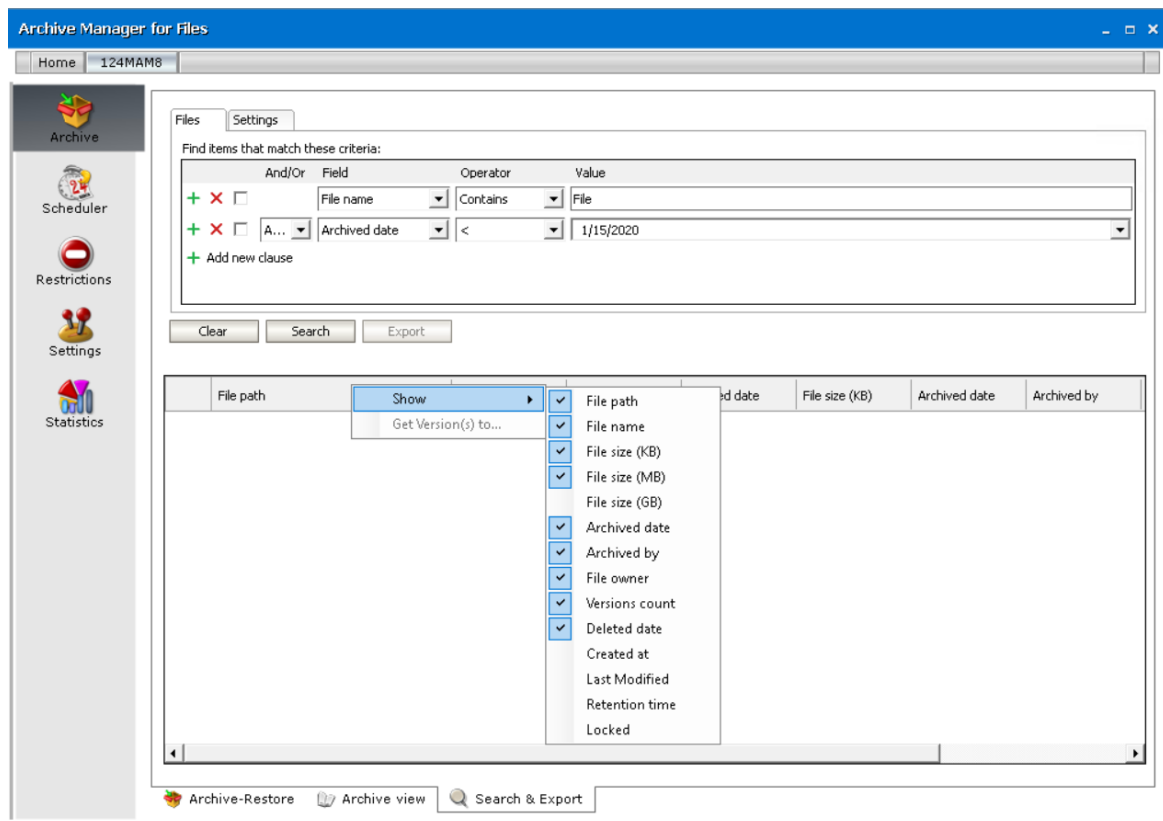 Archive Manager for Files
Home 124MAM8
Archive
Scheduler
Restrictions
Settings
Statistics
Files Settings
Find items that match these criteria:
And/Or Field Operator Value
File name Contains File
A... Archived date < 1/15/2020
Add new clause
Clear Search Export
File path ed date File size (KB) Archived date Archived by
Show
Get Version(s) to...
File path
File name
File size (KB)
File size (MB)
File size (GB)
Archived date
Archived by
File owner
Versions count
Deleted date
Created at
Last Modified
Retention time
Locked
Archive-Restore Archive view Search & Export